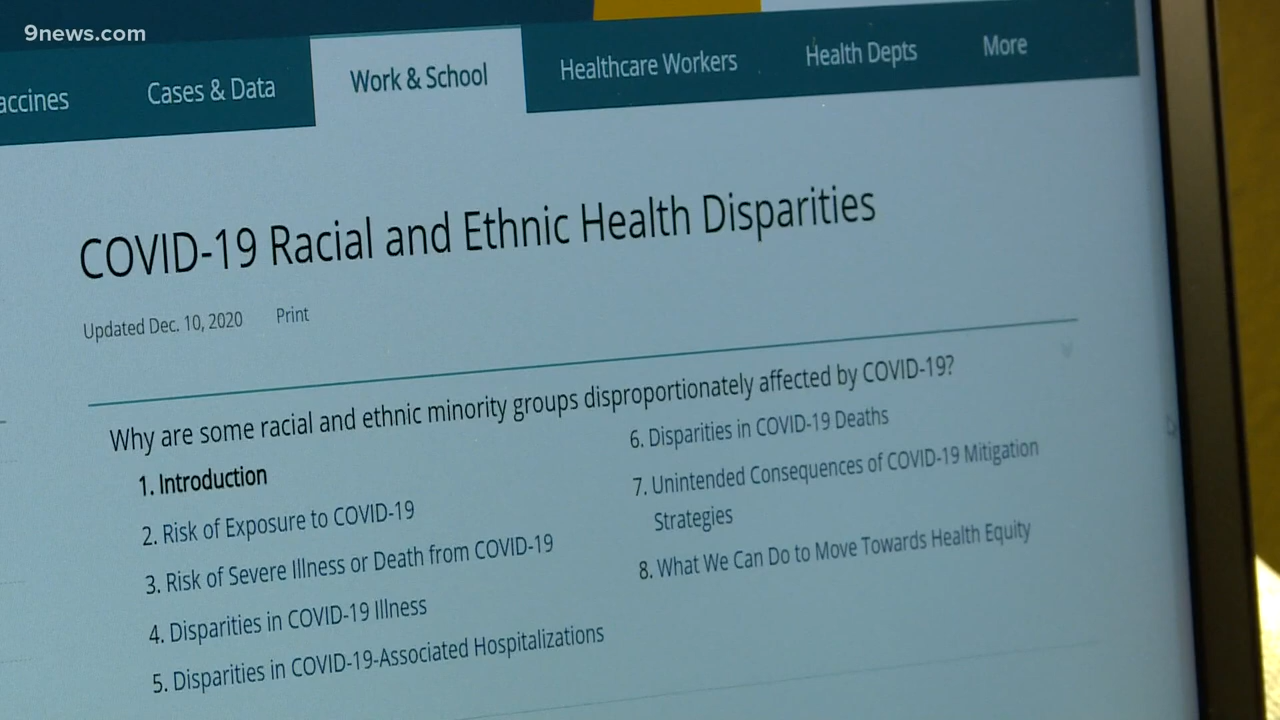 9news.com
accines
Cases & Data
Work & School
Healthcare Workers
Health Depts
More
COVID-19 Racial and Ethnic Health Disparities
Updated Dec. 10, 2020
Print
Why are some racial and ethnic minority groups disproportionately affected by COVID-19?
1. Introduction
2. Risk of Exposure to COVID-19
3. Risk of Severe Illness or Death from COVID-19
4. Disparities in COVID-19 Illness
5. Disparities in COVID-19-Associated Hospitalizations
6. Disparities in COVID-19 Deaths
7. Unintended Consequences of COVID-19 Mitigation
Strategies
8. What We Can Do to Move Towards Health Equity